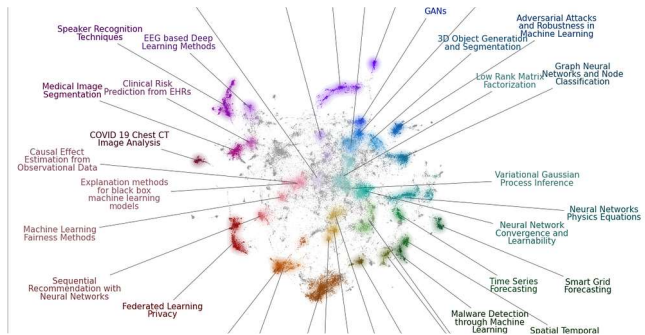 GANs
Adversarial Attacks
and Robustness in
Machine Learning
Speaker Recognition
Techniques
EEG based Deep
Learning Methods
3D Object Generation
and Segmentation
Graph Neural
Networks and Node
Classification
Low Rank Matrix
Factorization
Medical Image
Segmentation
Clinical Risk
Prediction from EHRs
COVID 19 Chest CT
Image Analysis
Causal Effect
Estimation from
Observational Data
Explanation methods
for black box
machine learning
models
Variational Gaussian
Process Inference
Neural Networks
Physics Equations
Neural Network
Convergence and
Learnability
Machine Learning
Fairness Methods
Sequential
Recommendation with
Neural Networks
Time Series
Forecasting
Smart Grid
Forecasting
Federated Learning
Privacy
Malware Detection
through Machine
Learning
Spatial Temporal